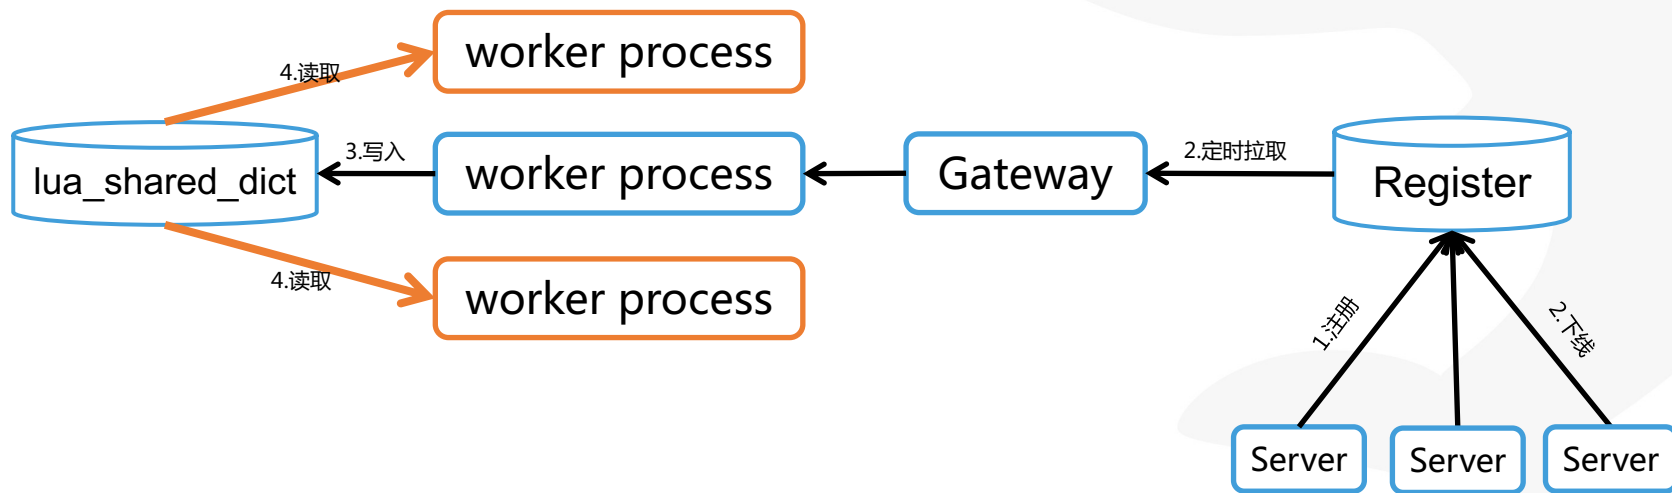 worker process
4.读取
lua_shared_dict
3.写入
worker process
Gateway
2.定时拉取
Register
4.读取
worker process
1.注册
2.下线
Server
Server
Server